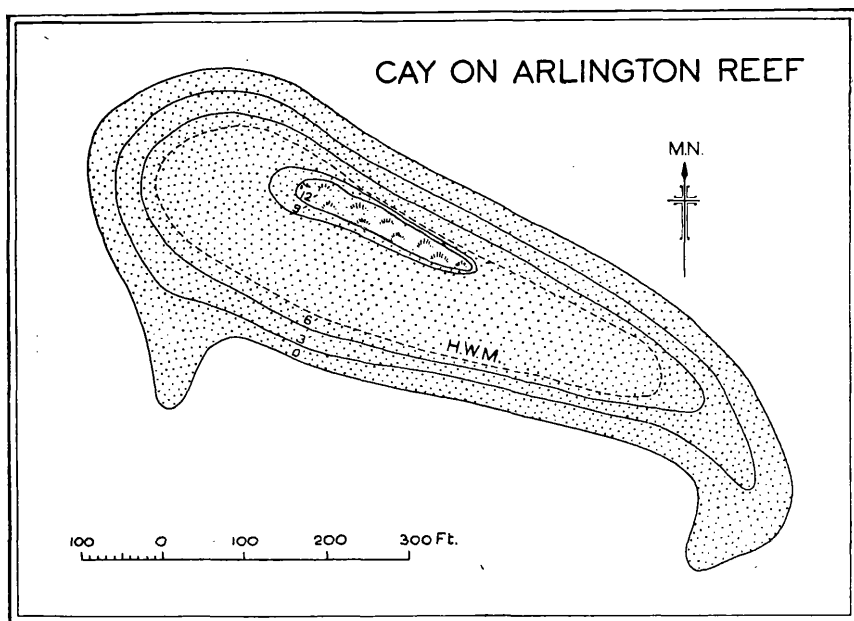 CAY ON ARLINGTON REEF
M.N.
12
9
6
3
0
H.W.M.
100 0 100 200 300 Ft.